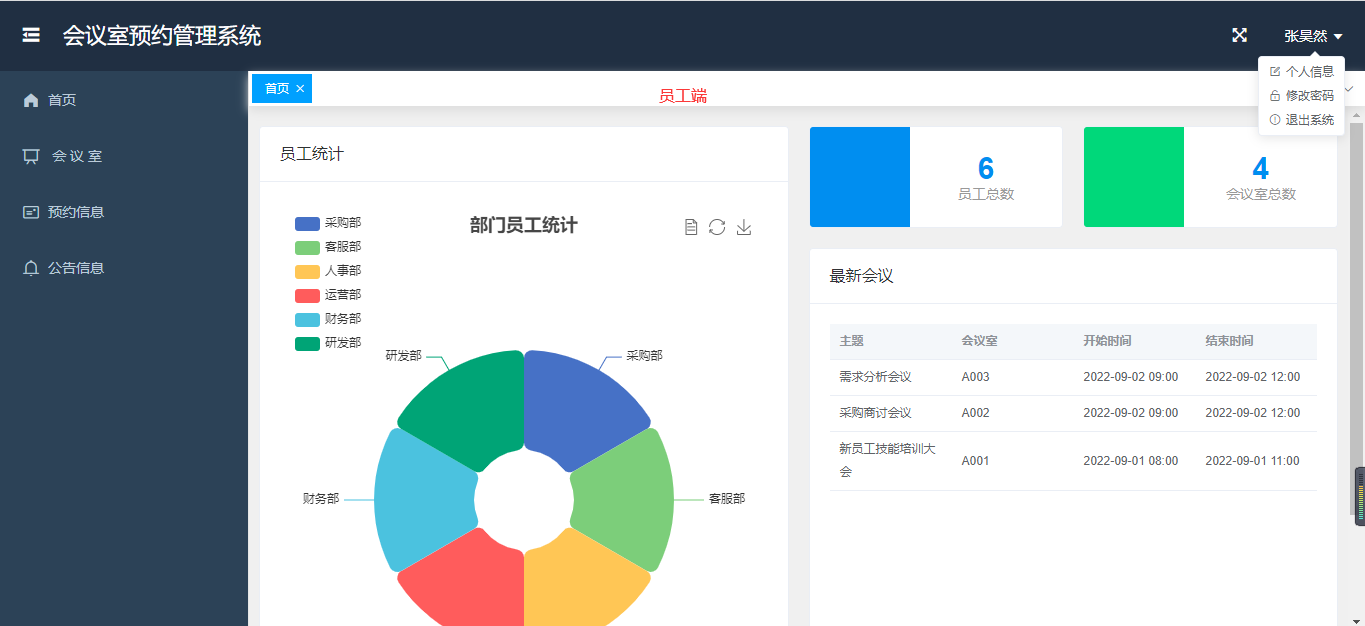 会议室预约管理系统
张昊然
个人信息
修改密码
退出系统
首页
会 议 室
预约信息
公告信息
首页
员工端
员工统计
部门员工统计
采购部
客服部
人事部
运营部
财务部
研发部
研发部
采购部
财务部
客服部
6
员工总数
4
会议室总数
最新会议
主题 会议室 开始时间 结束时间
需求分析会议 A003 2022-09-02 09:00 2022-09-02 12:00
采购商讨会议 A002 2022-09-02 09:00 2022-09-02 12:00
新员工技能培训大
会 A001 2022-09-01 08:00 2022-09-01 11:00